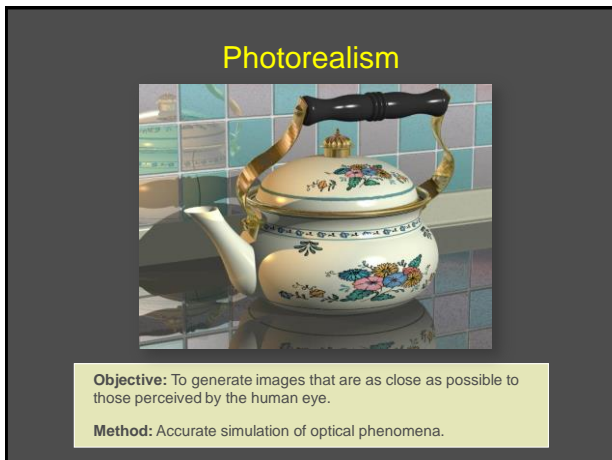 Photorealism
Objective: To generate images that are as close as possible to
those perceived by the human eye.
Method: Accurate simulation of optical phenomena.